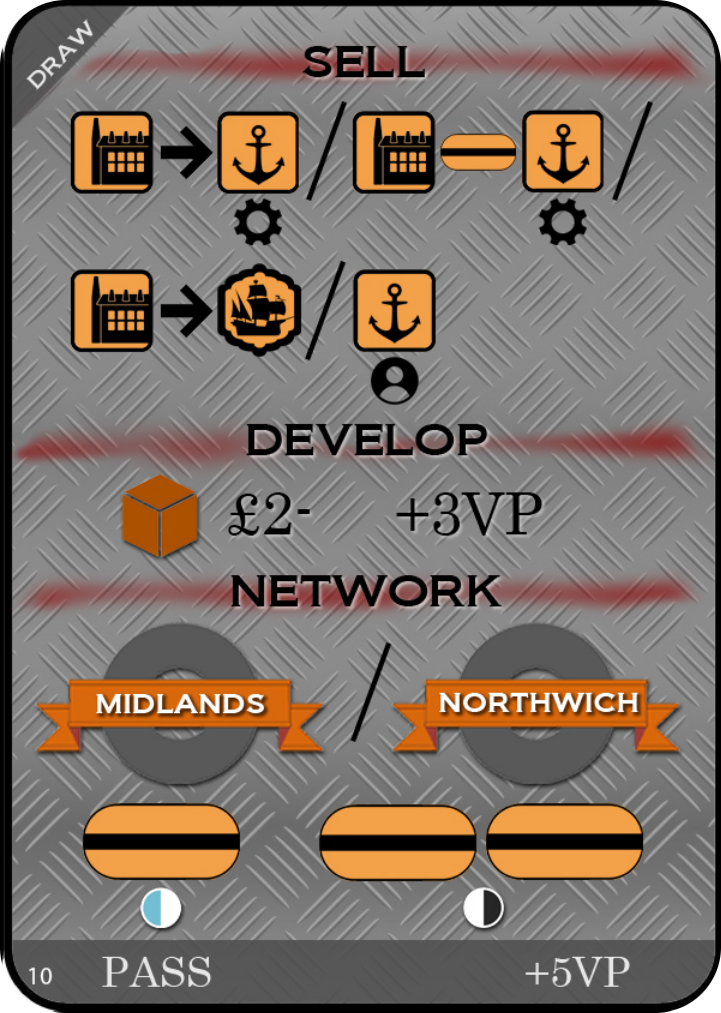 DRAW
SELL
DEVELOP
£2- +3VP
NETWORK
MIDLANDS / NORTHWICH
10 PASS +5VP